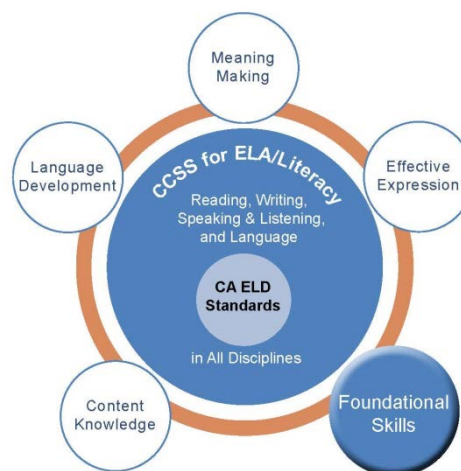 Meaning
Making
Language
Development
Effective
Expression
CCSS for ELA/Literacy
Reading, Writing,
Speaking & Listening,
and Language
CA ELD
Standards
in All Disciplines
Content
Knowledge
Foundational
Skills